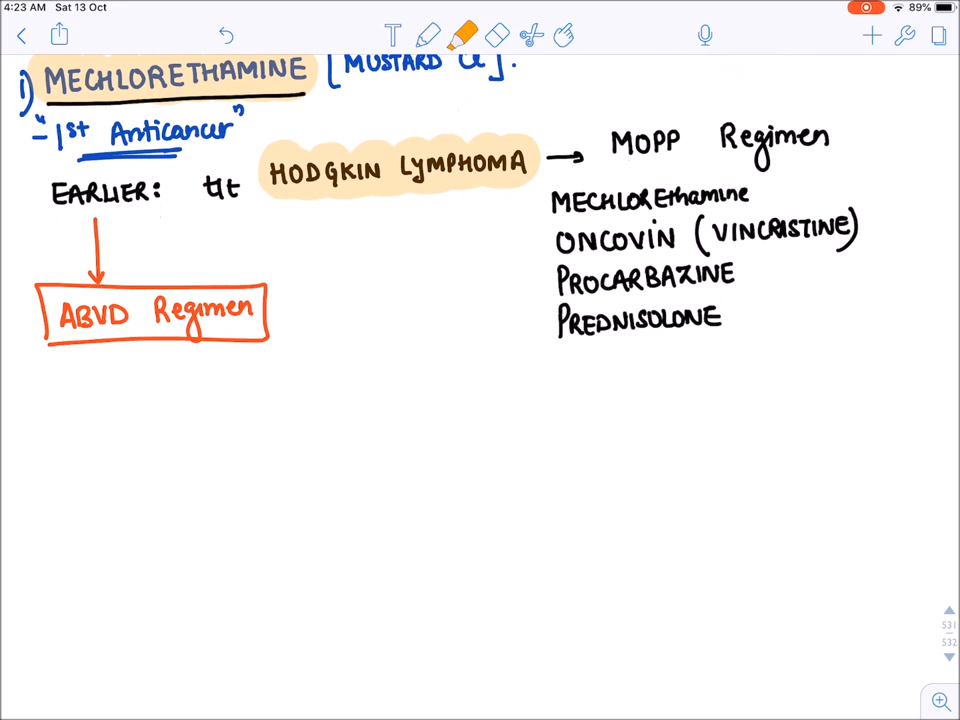 4:23 AM Sat 13 Oct
89%
T
1) MECHLORETHAMINE [MUSTARD
- "1st Anticancer"
EARLIER: HODGKIN LYMPHOMA → MOPP Regimen
MECHLOREthamine
ONCOVIN (VINCRISTINE)
PROCARBAZINE
PREDNISOLONE
ABVD Regimen
531
532